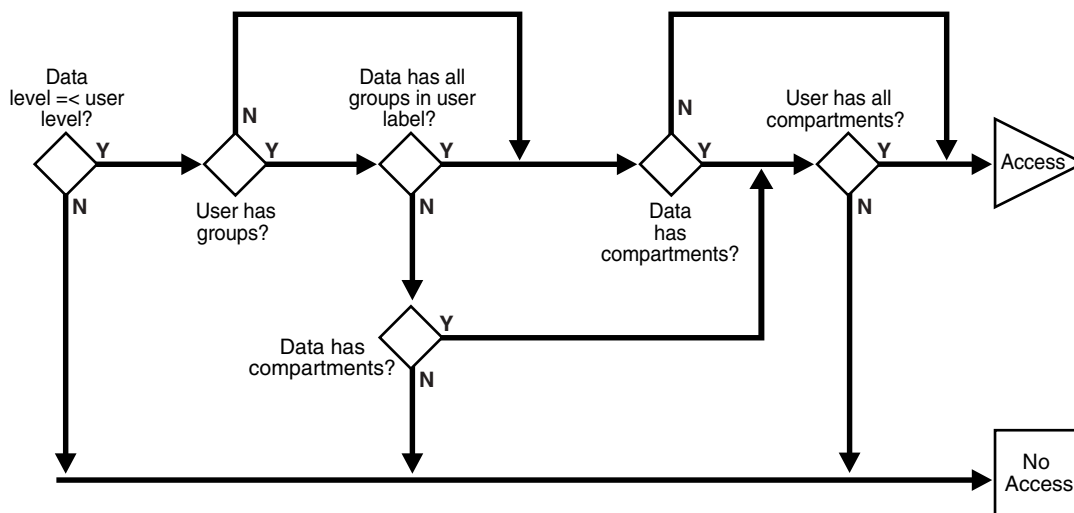 Data
level =< user
level?
Y
N
N
Y
User has
groups?
Data has all
groups in user
label?
Y
N
Data has
compartments?
Y
N
N
Y
Data
has
compartments?
User has all
compartments?
Y
N
Access
No
Access